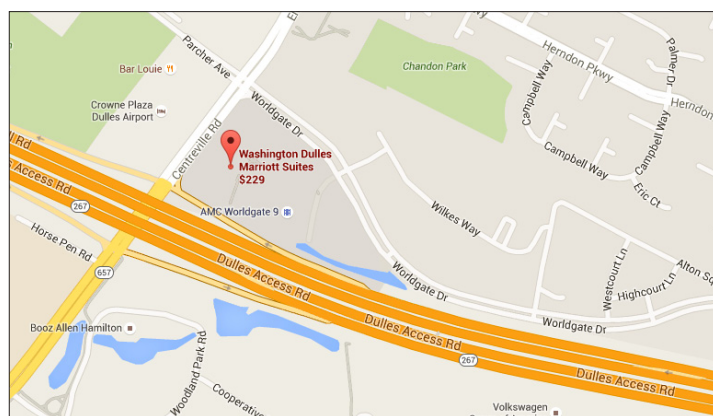 Parcher Ave
El
Herndon Pkwy
Palmer Dr
Bar Louie
Chandon Park
Campbell Way
Herndon
Crowne Plaza
Dulles Airport
Worldgate Dr
Centreville Rd
Campbell Way
Washington Dulles
Marriott Suites
$229
Campbell Way
Eric Ct
Dulles Access Rd
267
AMC Worldgate 9
Wilkes Way
Horse Pen Rd
657
Dulles Access Rd
Worldgate Dr
Westcourt Ln
Highcourt Ln
Alton Sq
Booz Allen Hamilton
Dulles Access Rd
Worldgate Dr
267
Woodland Park Rd
Cooperative
Dulles Access Rd
Volkswagen